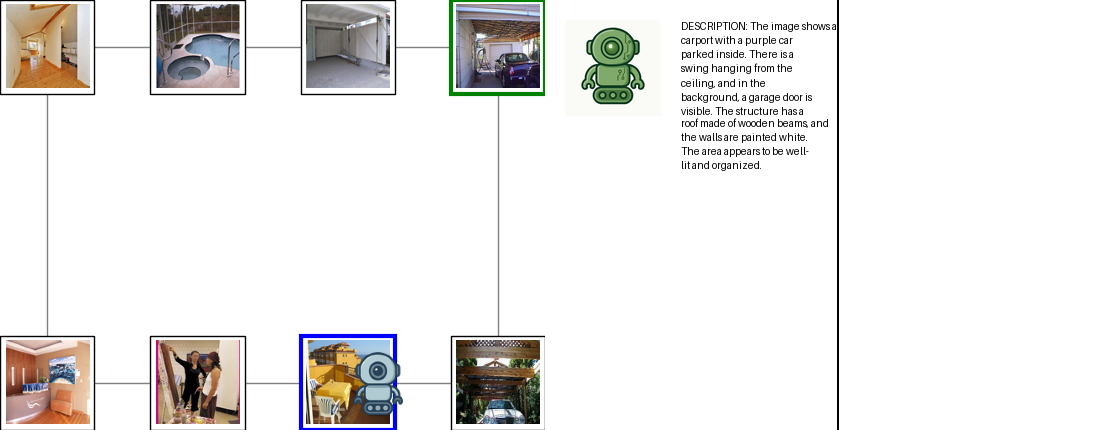 DESCRIPTION: The image shows a
carport with a purple car
parked inside. There is a
swing hanging from the
ceiling, and in the
background, a garage door is
visible. The structure has a
roof made of wooden beams, and
the walls are painted white.
The area appears to be well-
lit and organized.